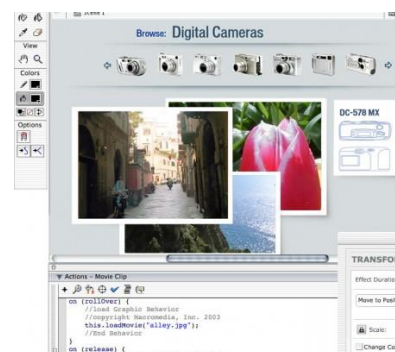 Scene 1
Browse: Digital Cameras
View
Colors
Options
DC-578 MX
Actions – Movie Clip
on (rollOver) {
//load Graphic Behavior
//copyright Macromedia, Inc. 2003
this.loadMovie("alley.jpg");
//End Behavior
}
on (release) {
TRANSFO
Effect Duratio
Move to Posi
Scale:
Change Co